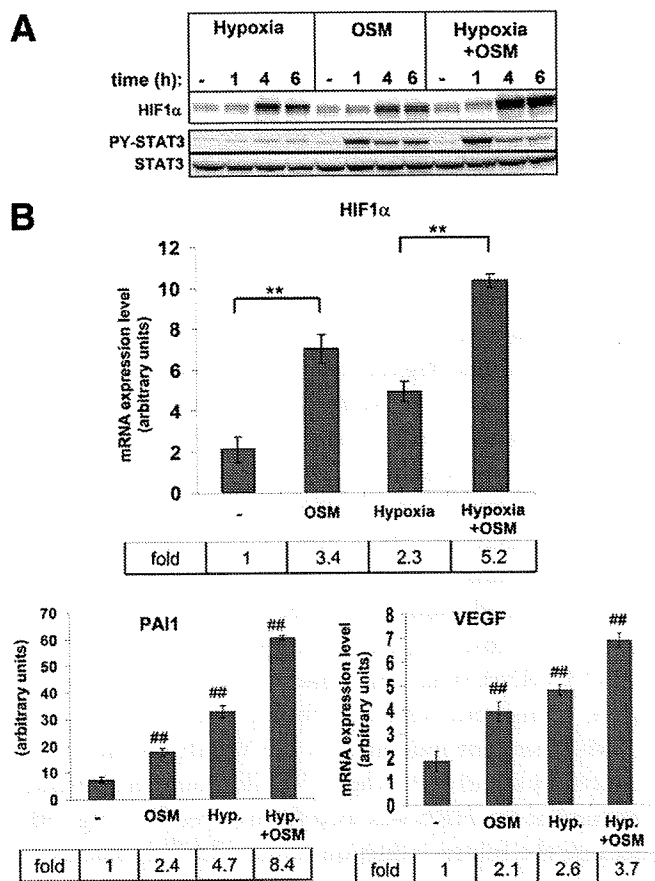 A
Hypoxia OSM Hypoxia +OSM
time (h): - 1 4 6 - 1 4 6 - 1 4 6
HIF1α
PY-STAT3
STAT3
B
HIF1α
mRNA expression level (arbitrary units)
12
10
8
6
4
2
0
** **
- OSM Hypoxia Hypoxia +OSM
fold 1 3.4 2.3 5.2
PAI1
(arbitrary units)
70
60
50
40
30
20
10
0
## ## ##
- OSM Hyp. Hyp. +OSM
fold 1 2.4 4.7 8.4
VEGF
mRNA expression level (arbitrary units)
8
7
6
5
4
3
2
1
0
## ## ##
- OSM Hyp. Hyp. +OSM
fold 1 2.1 2.6 3.7